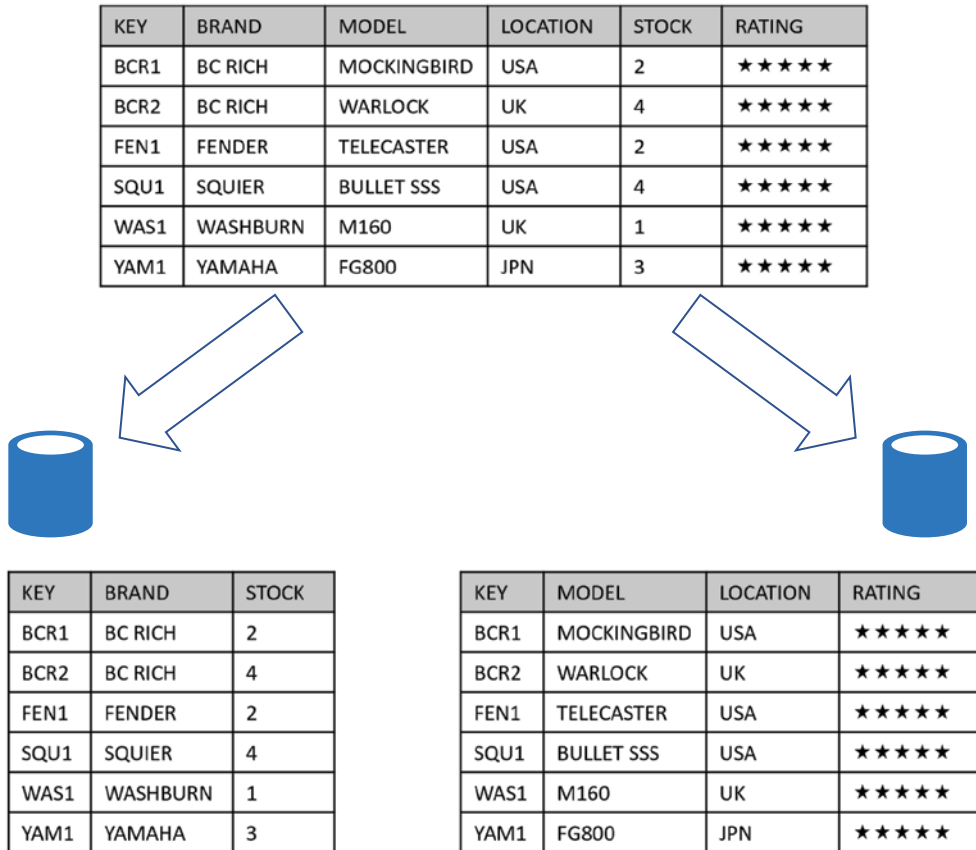 KEY BRAND MODEL LOCATION STOCK RATING
BCR1 BC RICH MOCKINGBIRD USA 2 ★★★★★
BCR2 BC RICH WARLOCK UK 4 ★★★★★
FEN1 FENDER TELECASTER USA 2 ★★★★★
SQU1 SQUIER BULLET SSS USA 4 ★★★★★
WAS1 WASHBURN M160 UK 1 ★★★★★
YAM1 YAMAHA FG800 JPN 3 ★★★★★
KEY BRAND STOCK
BCR1 BC RICH 2
BCR2 BC RICH 4
FEN1 FENDER 2
SQU1 SQUIER 4
WAS1 WASHBURN 1
YAM1 YAMAHA 3
KEY MODEL LOCATION RATING
BCR1 MOCKINGBIRD USA ★★★★★
BCR2 WARLOCK UK ★★★★★
FEN1 TELECASTER USA ★★★★★
SQU1 BULLET SSS USA ★★★★★
WAS1 M160 UK ★★★★★
YAM1 FG800 JPN ★★★★★